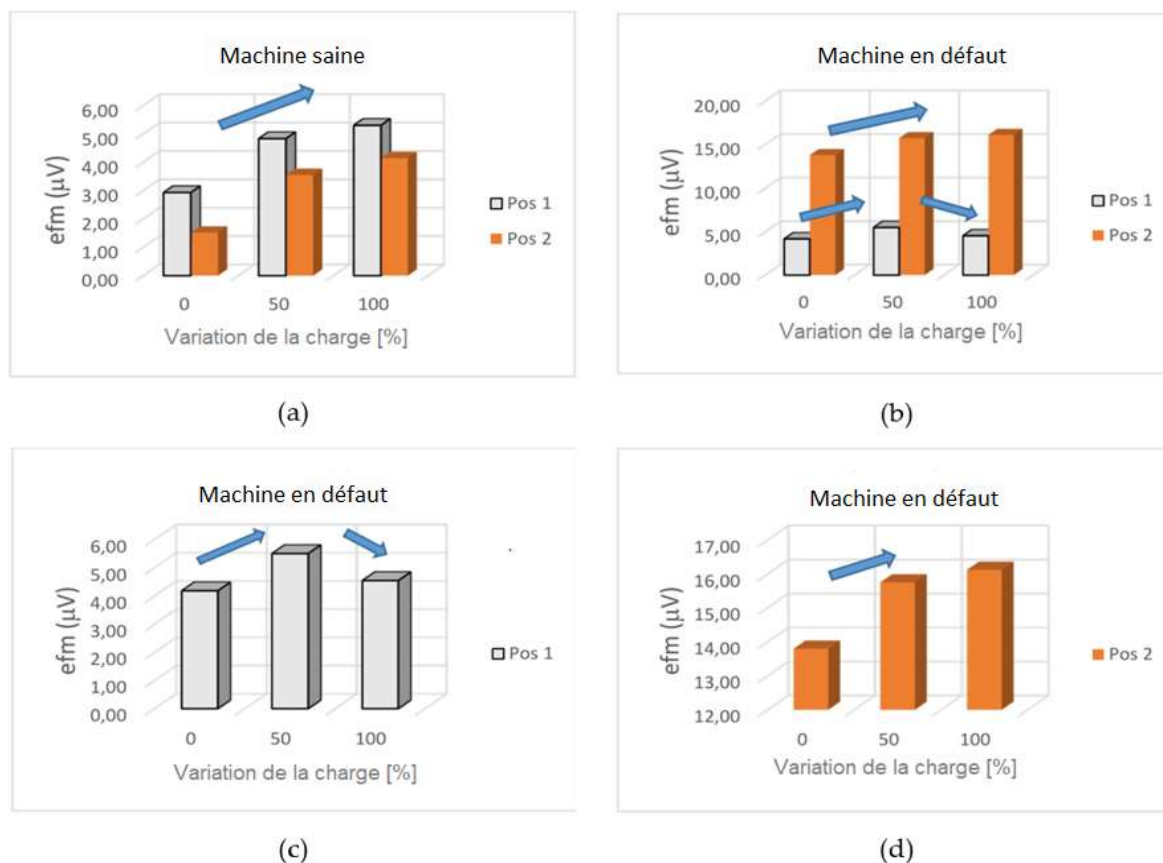 Machine saine
6,00
5,00
4,00
3,00
2,00
1,00
0,00
efm (µV)
0 50 100
Variation de la charge [%]
Pos 1
Pos 2
(a)
Machine en défaut
20,00
15,00
10,00
5,00
0,00
efm (µV)
0 50 100
Variation de la charge [%]
Pos 1
Pos 2
(b)
Machine en défaut
6,00
5,00
4,00
3,00
2,00
1,00
0,00
efm (µV)
0 50 100
Variation de la charge [%]
Pos 1
(c)
Machine en défaut
17,00
16,00
15,00
14,00
13,00
12,00
efm (µV)
0 50 100
Variation de la charge [%]
Pos 2
(d)